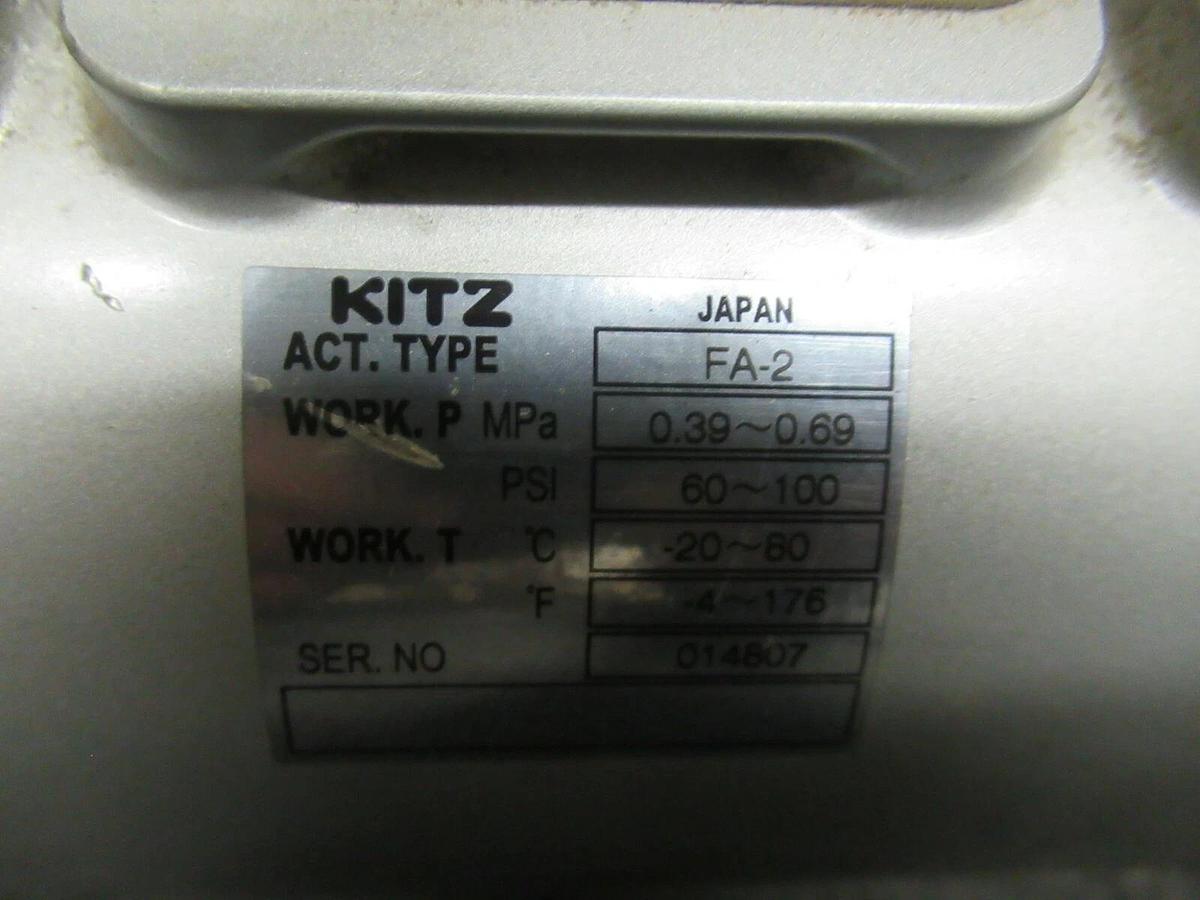 KITZ JAPAN
ACT. TYPE FA-2
WORK. P MPa 0.39~0.69
PSI 60~100
WORK. T °C -20~80
°F -4~176
SER. NO 014807